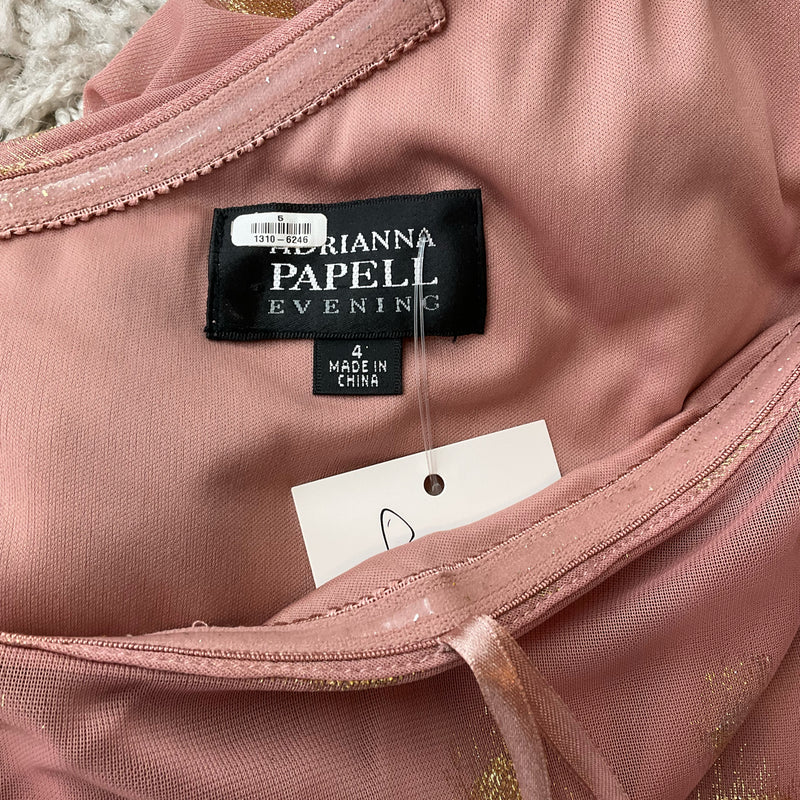 5
1310-6246
ADRIANNA
PAPELL
EVENING
4
MADE IN
CHINA